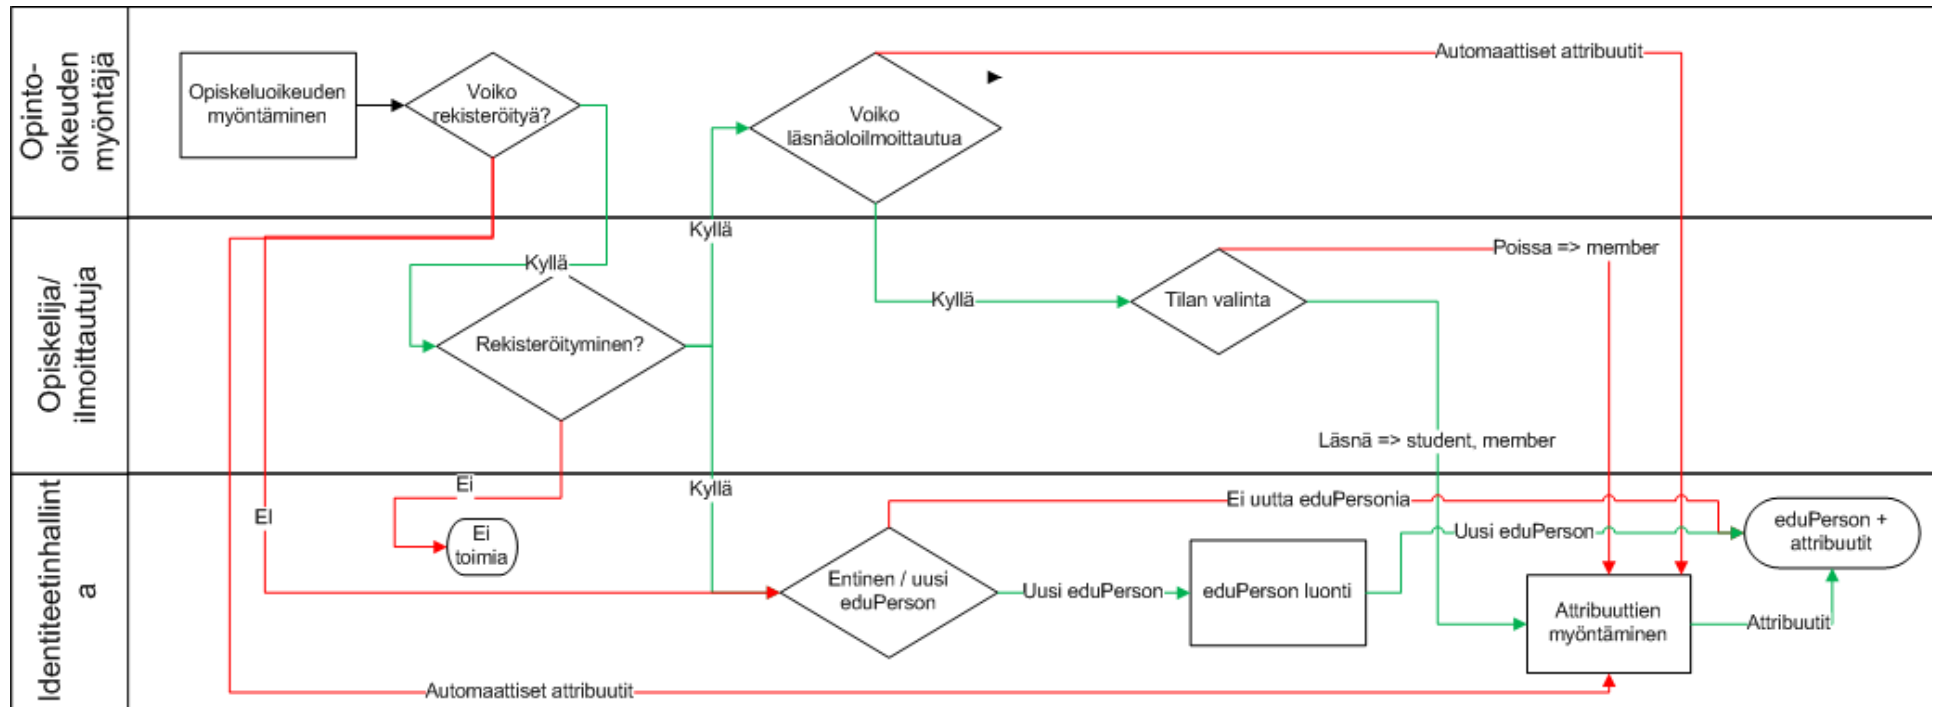 Opinto-
oikeuden
myöntäjä
Opiskeluoikeuden
myöntäminen
Voiko
rekisteröityä?
Voiko
läsnäoloilmoittautua
Automaattiset attribuutit
Opiskelija/
ilmoittautuja
Kyllä
Rekisteröityminen?
Kyllä
Kyllä
Tilan valinta
Poissa => member
Läsnä => student, member
Identiteetinhallint
a
EI
Ei
Ei
toimia
Kyllä
Entinen / uusi
eduPerson
Uusi eduPerson
eduPerson luonti
Ei uutta eduPersonia
Uusi eduPerson
eduPerson +
attribuutit
Attribuuttien
myöntäminen
Attribuutit
Automaattiset attribuutit